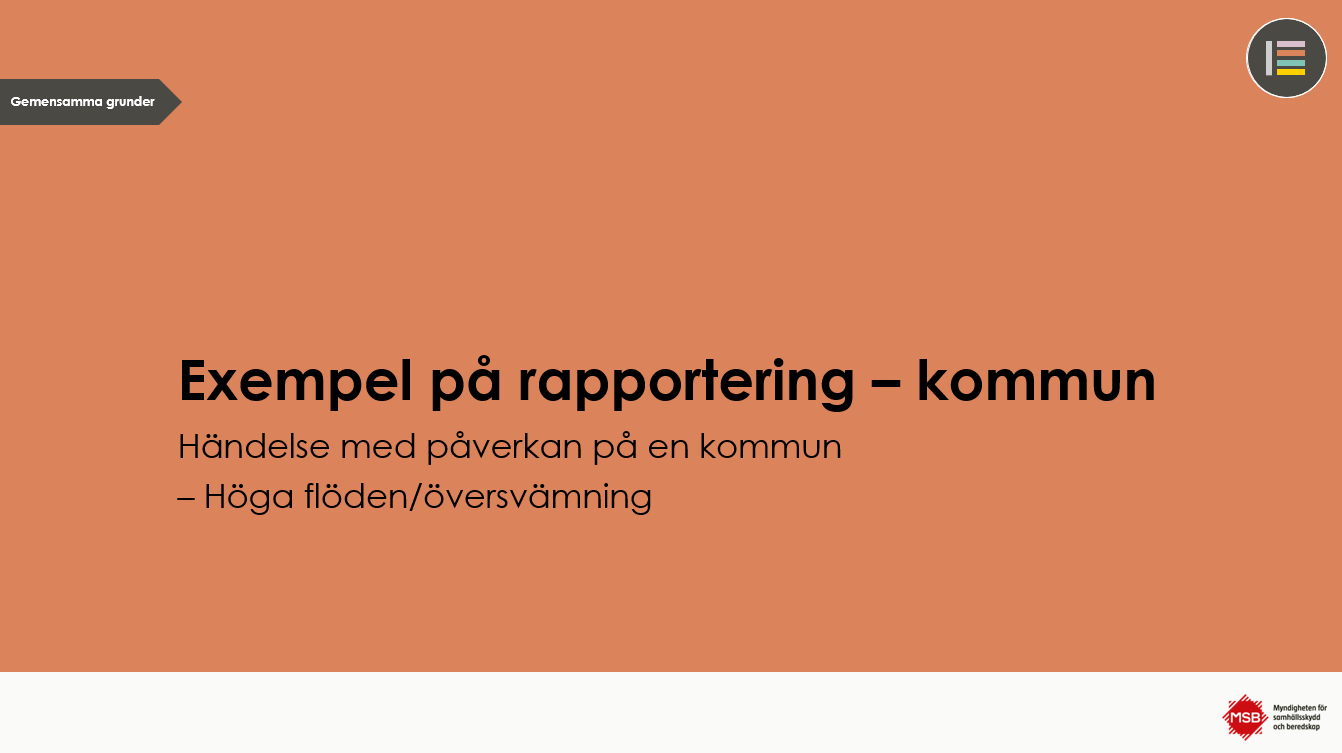 Gemensamma grunder
Exempel på rapportering – kommun
Händelse med påverkan på en kommun
– Höga flöden/översvämning
MSB
Myndigheten för
samhällsskydd
och beredskap